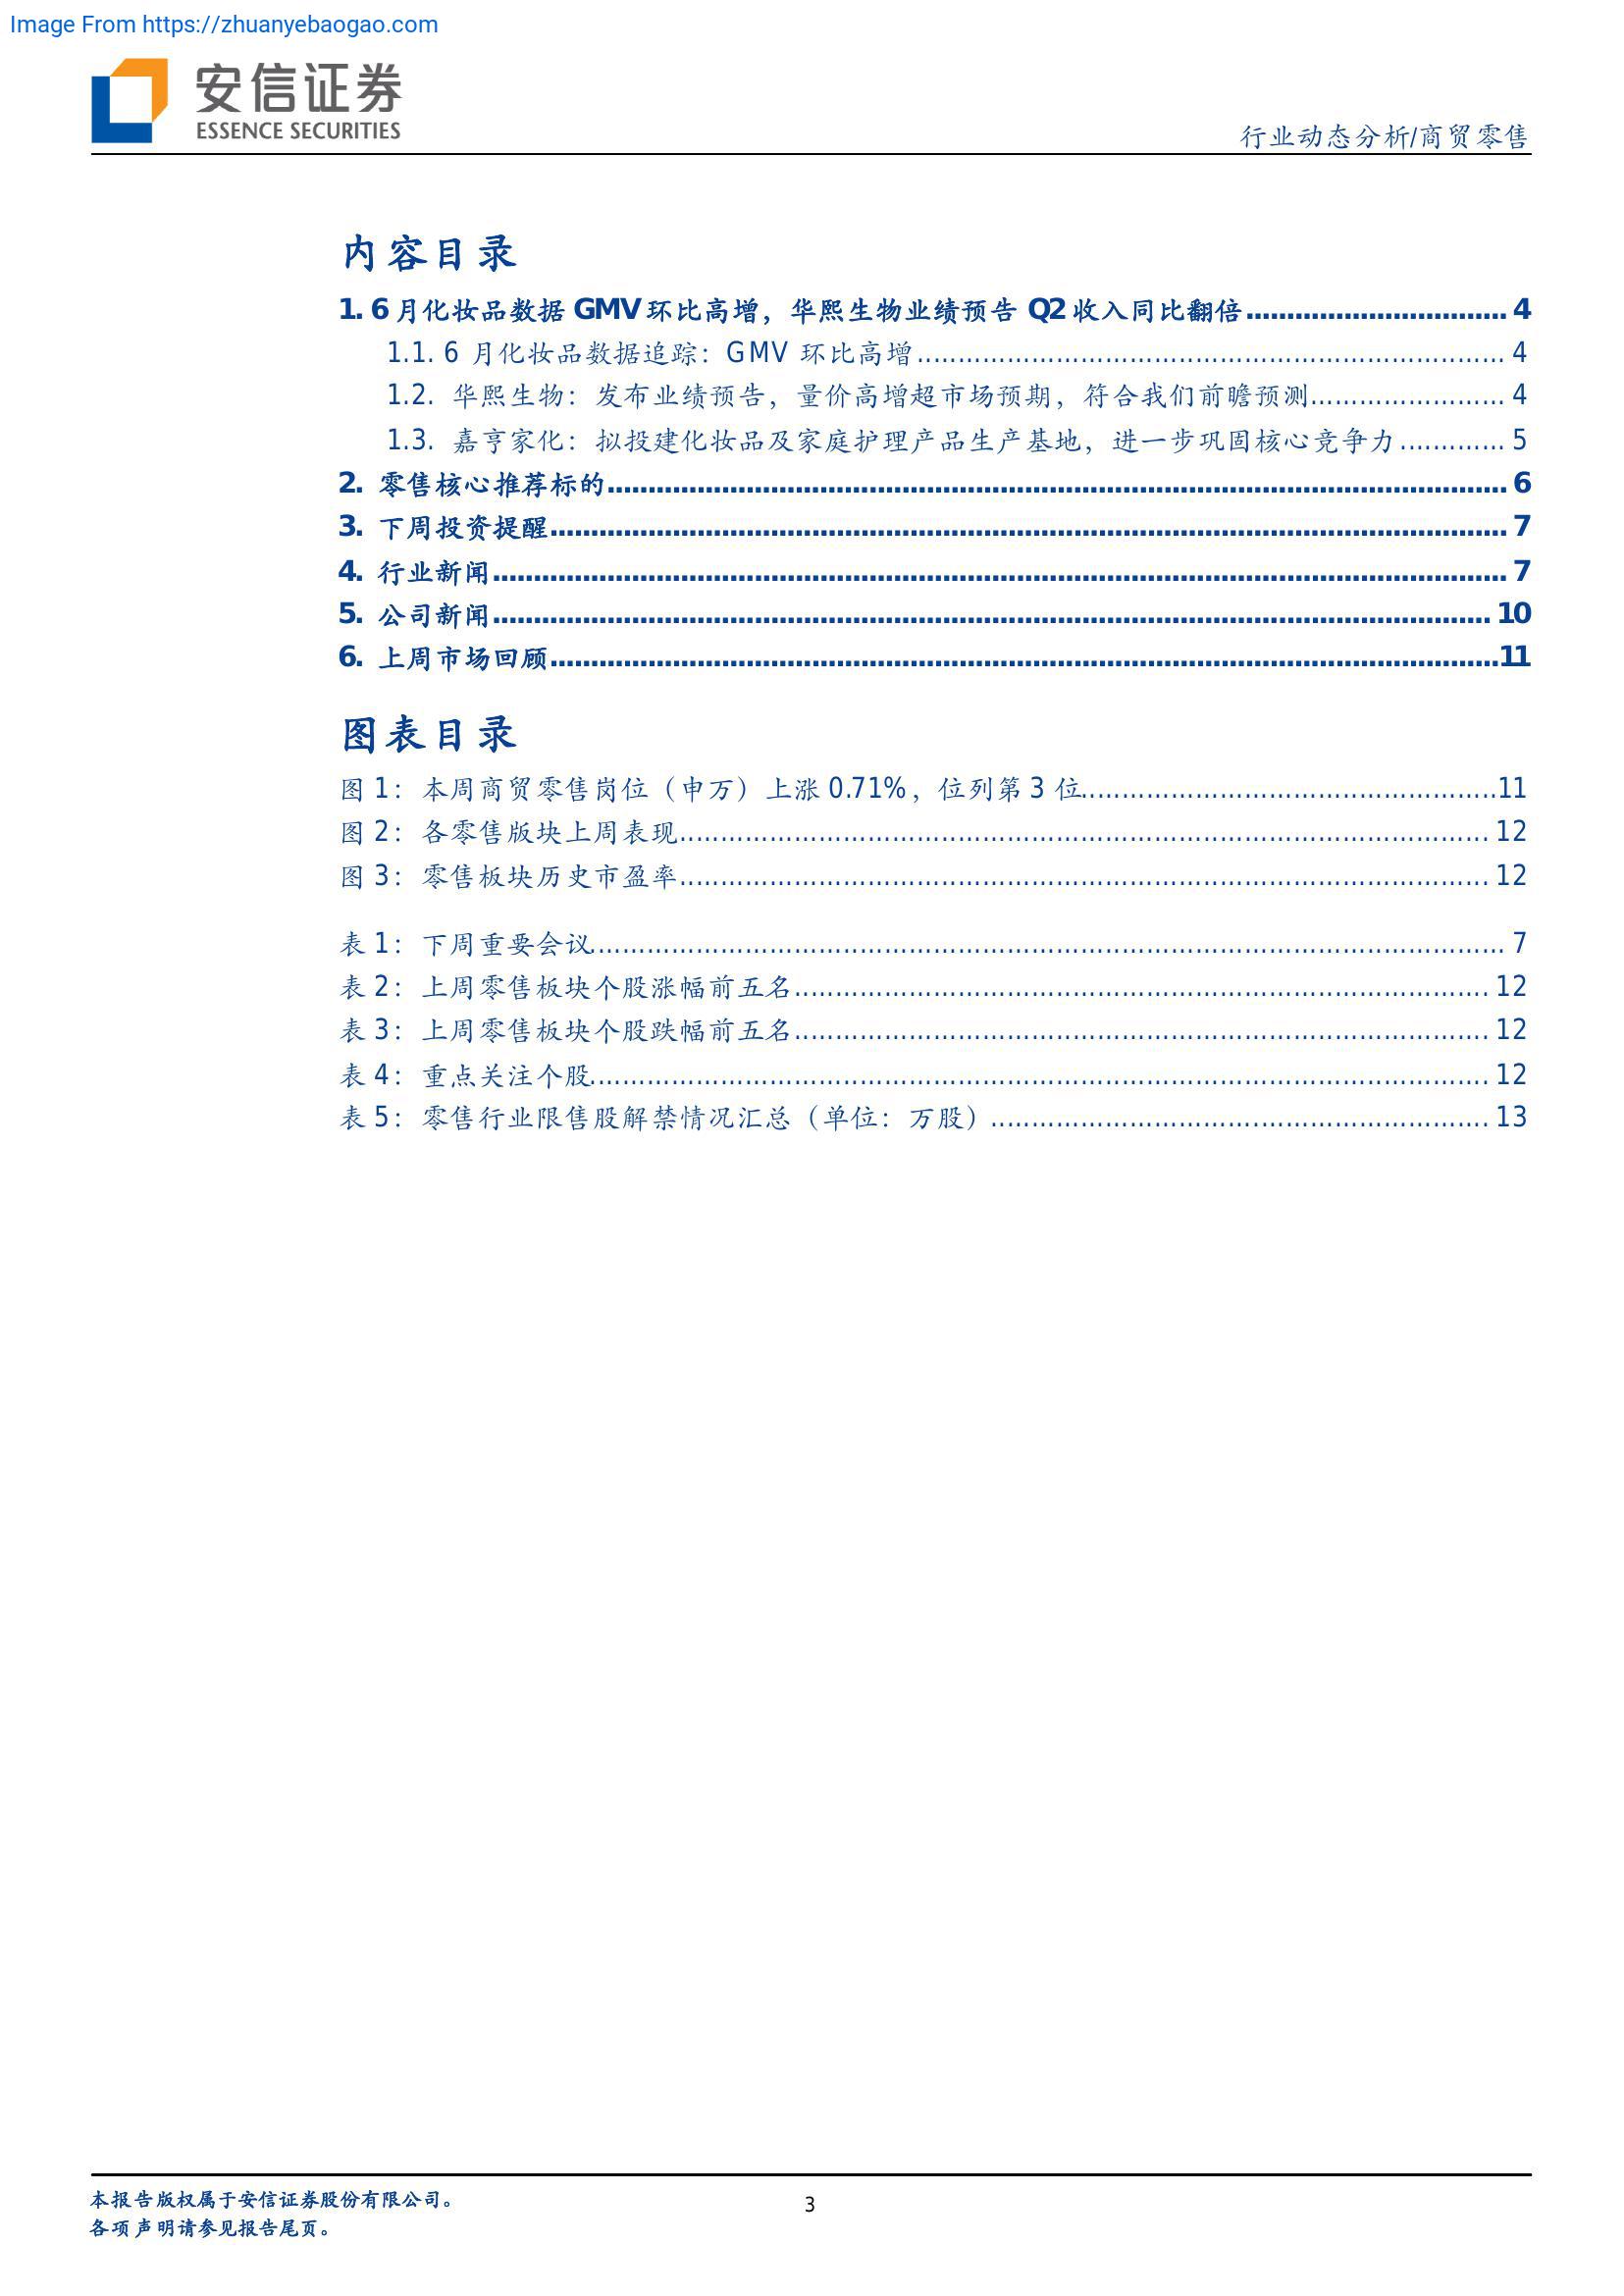 Image From https://zhuanyebaogao.com
安信证券
ESSENCE SECURITIES
行业动态分析/商贸零售
内容目录
1. 6月化妆品数据 GMV环比高增，华熙生物业绩预告 Q2收入同比翻倍................................ 4
1.1. 6 月化妆品数据追踪：GMV 环比高增........................................................................ 4
1.2. 华熙生物：发布业绩预告，量价高增超市场预期，符合我们前瞻预测........................ 4
1.3. 嘉亨家化：拟投建化妆品及家庭护理产品生产基地，进一步巩固核心竞争力............. 5
2. 零售核心推荐标的.............................................................................................................. 6
3. 下周投资提醒..................................................................................................................... 7
4. 行业新闻............................................................................................................................ 7
5. 公司新闻.......................................................................................................................... 10
6. 上周市场回顾....................................................................................................................11
图表目录
图 1：本周商贸零售岗位（申万）上涨 0.71%，位列第 3 位...................................................11
图 2：各零售版块上周表现................................................................................................... 12
图 3：零售板块历史市盈率................................................................................................... 12
表 1：下周重要会议................................................................................................................ 7
表 2：上周零售板块个股涨幅前五名..................................................................................... 12
表 3：上周零售板块个股跌幅前五名..................................................................................... 12
表 4：重点关注个股.............................................................................................................. 12
表 5：零售行业限售股解禁情况汇总（单位：万股）............................................................. 13
本报告版权属于安信证券股份有限公司。
3
各项声明请参见报告尾页。